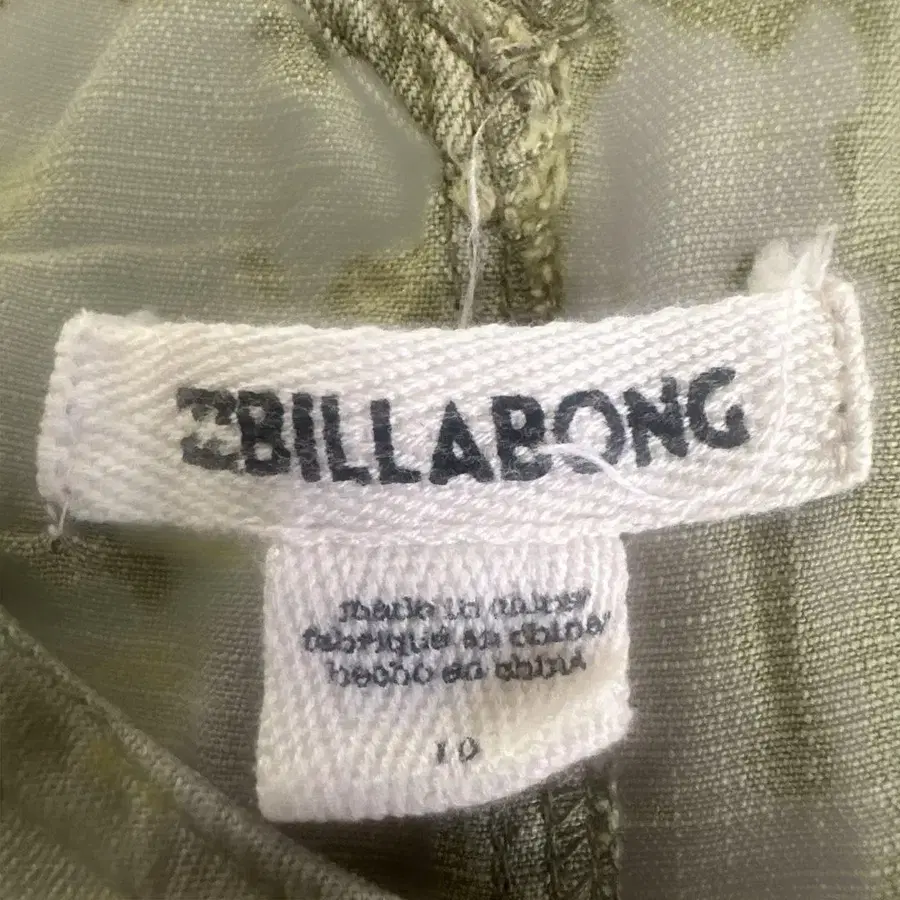 BILLABONG
made in china
fabriqué en chine
hecho en china
10